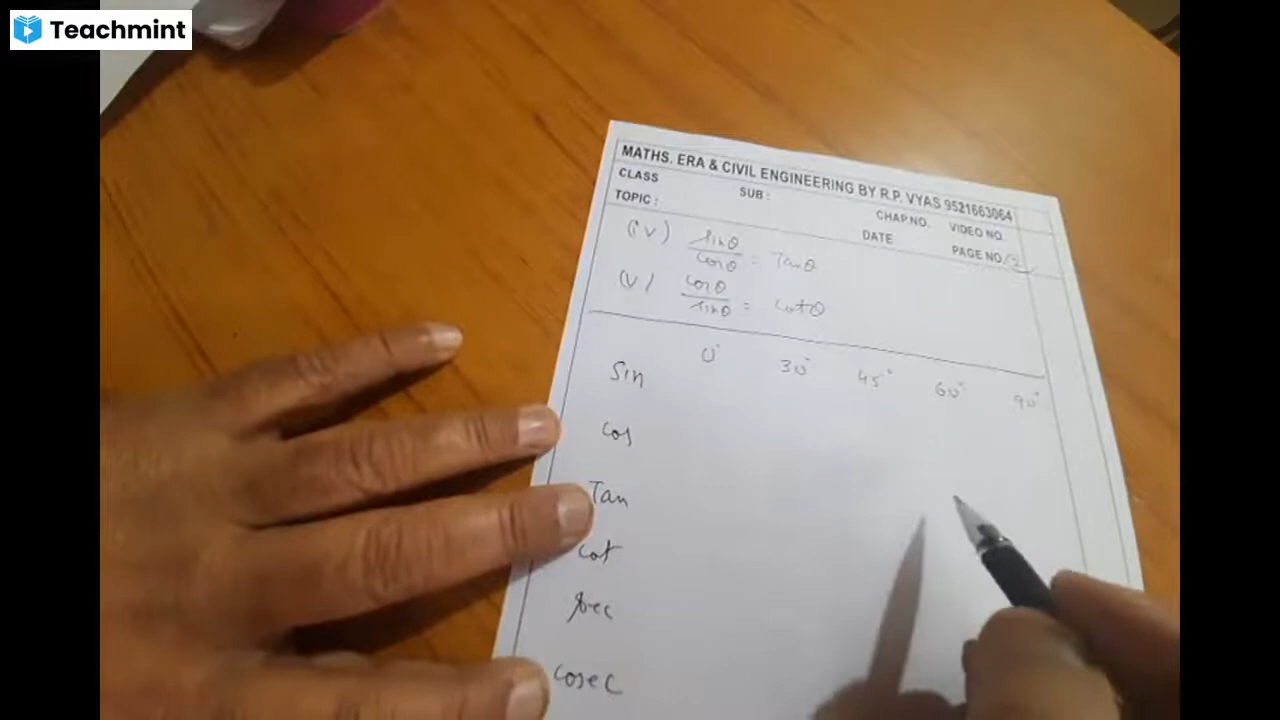 Teachmint
MATHS. ERA & CIVIL ENGINEERING BY R.P. VYAS 9521663064
CLASS SUB : CHAP.NO. VIDEO NO.
TOPIC : DATE PAGE NO.
(iv) sinθ/cosθ = Tanθ
(v) cosθ/sinθ = cotθ
0° 30° 45° 60° 90°
Sin
cos
Tan
cot
sec
cosec